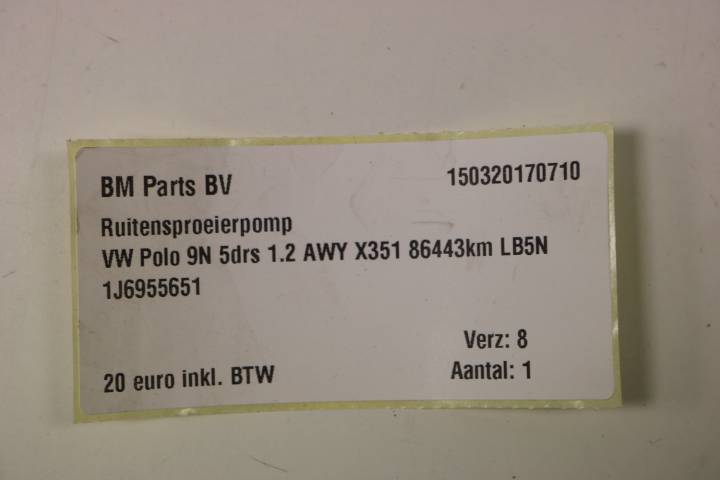 BM Parts BV 150320170710
Ruitensproeierpomp
VW Polo 9N 5drs 1.2 AWY X351 86443km LB5N
1J6955651
Verz: 8
20 euro inkl. BTW Aantal: 1